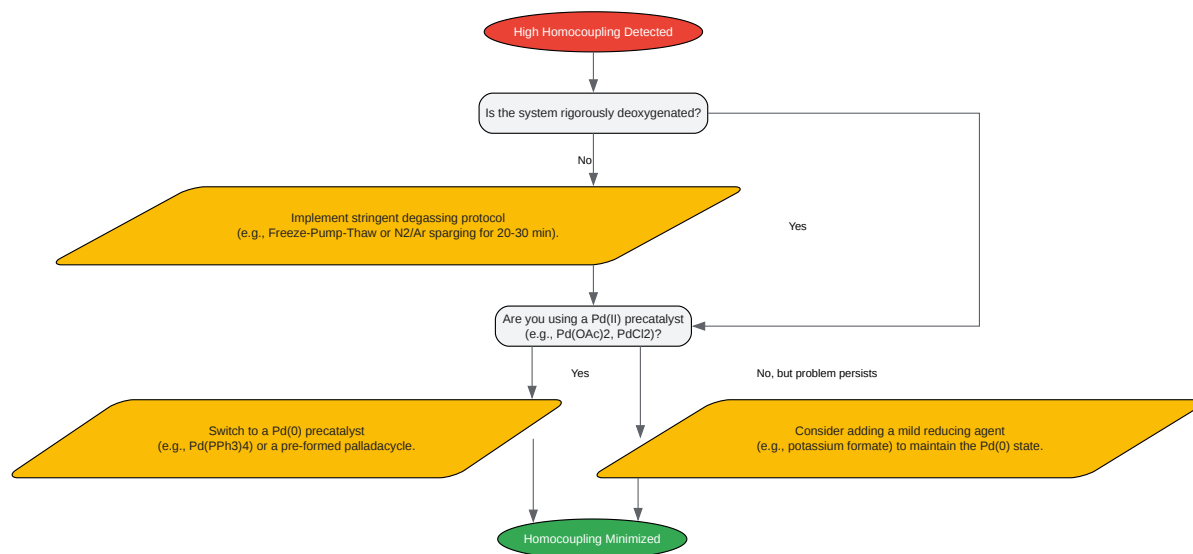 High Homocoupling Detected
Is the system rigorously deoxygenated?
No
Implement stringent degassing protocol
(e.g., Freeze-Pump-Thaw or N2/Ar sparging for 20-30 min).
Yes
Are you using a Pd(II) precatalyst
(e.g., Pd(OAc)2, PdCl2)?
Yes
No, but problem persists
Switch to a Pd(0) precatalyst
(e.g., Pd(PPh3)4) or a pre-formed palladacycle.
Consider adding a mild reducing agent
(e.g., potassium formate) to maintain the Pd(0) state.
Homocoupling Minimized